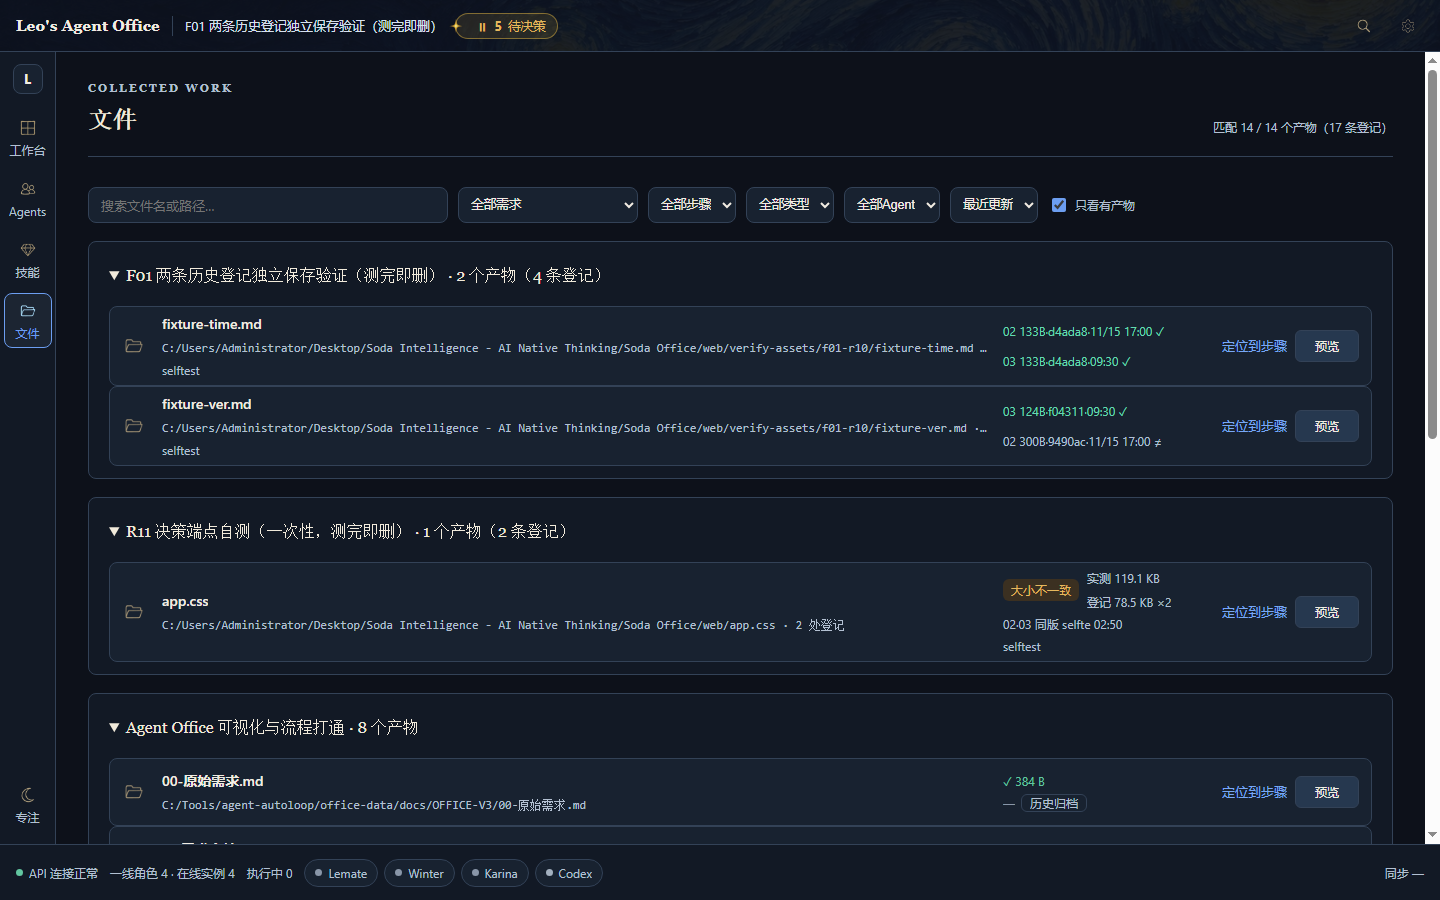 Leo's Agent Office
F01 两条历史登记独立保存验证（测完即删）
5 待决策
L
工作台
Agents
技能
文件
专注
COLLECTED WORK
文件
匹配 14 / 14 个产物（17 条登记）
搜索文件名或路径...
全部需求
全部步骤
全部类型
全部Agent
最近更新
只看有产物
▼ F01 两条历史登记独立保存验证（测完即删） · 2 个产物（4 条登记）
fixture-time.md
C:/Users/Administrator/Desktop/Soda Intelligence - AI Native Thinking/Soda Office/web/verify-assets/f01-r10/fixture-time.md …
selftest
02 133B·d4ada8·11/15 17:00 ✓
03 133B·d4ada8·09:30 ✓
定位到步骤
预览
fixture-ver.md
C:/Users/Administrator/Desktop/Soda Intelligence - AI Native Thinking/Soda Office/web/verify-assets/f01-r10/fixture-ver.md ·…
selftest
03 124B·f04311·09:30 ✓
02 300B·9490ac·11/15 17:00 ≠
定位到步骤
预览
▼ R11 决策端点自测（一次性，测完即删） · 1 个产物（2 条登记）
app.css
C:/Users/Administrator/Desktop/Soda Intelligence - AI Native Thinking/Soda Office/web/app.css · 2 处登记
大小不一致
实测 119.1 KB
登记 78.5 KB ×2
02·03 同版 selfte 02:50
selftest
定位到步骤
预览
▼ Agent Office 可视化与流程打通 · 8 个产物
00-原始需求.md
C:/Tools/agent-autoloop/office-data/docs/OFFICE-V3/00-原始需求.md
✓ 384 B
— 历史归档
定位到步骤
预览
API 连接正常
一线角色 4 · 在线实例 4
执行中 0
Lemate
Winter
Karina
Codex
同步 —